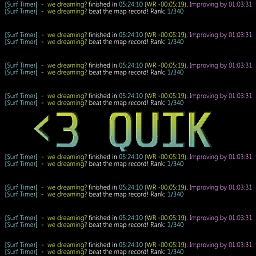 [Surf Timer] - we dreaming? finished in 05:24:10 (WR -00:05:19). Improving by 01:03:31
[Surf Timer] - we dreaming? beat the map record! Rank: 1/340
[Surf Timer] - we dreaming? finished in 05:24:10 (WR -00:05:19). Improving by 01:03:31
[Surf Timer] - we dreaming? beat the map record! Rank: 1/340
[Surf Timer] - we dreaming? finished in 05:24:10 (WR -00:05:19). Improving by 01:03:31
[Surf Timer] - we dreaming? beat the map record! Rank: 1/340
[Surf Timer] - we dreaming? finished in 05:24:10 (WR -00:05:19). Improving by 01:03:31
[Surf Timer] - we dreaming? beat the map record! Rank: 1/340
<3 QUIK
[Surf Timer] - we dreaming? finished in 05:24:10 (WR -00:05:19). Improving by 01:03:31
[Surf Timer] - we dreaming? beat the map record! Rank: 1/340
[Surf Timer] - we dreaming? finished in 05:24:10 (WR -00:05:19). Improving by 01:03:31
[Surf Timer] - we dreaming? beat the map record! Rank: 1/340
[Surf Timer] - we dreaming? finished in 05:24:10 (WR -00:05:19). Improving by 01:03:31
[Surf Timer] - we dreaming? beat the map record! Rank: 1/340
[Surf Timer] - we dreaming? finished in 05:24:10 (WR -00:05:19). Improving by 01:03:31
[Surf Timer] - we dreaming? beat the map record! Rank: 1/340